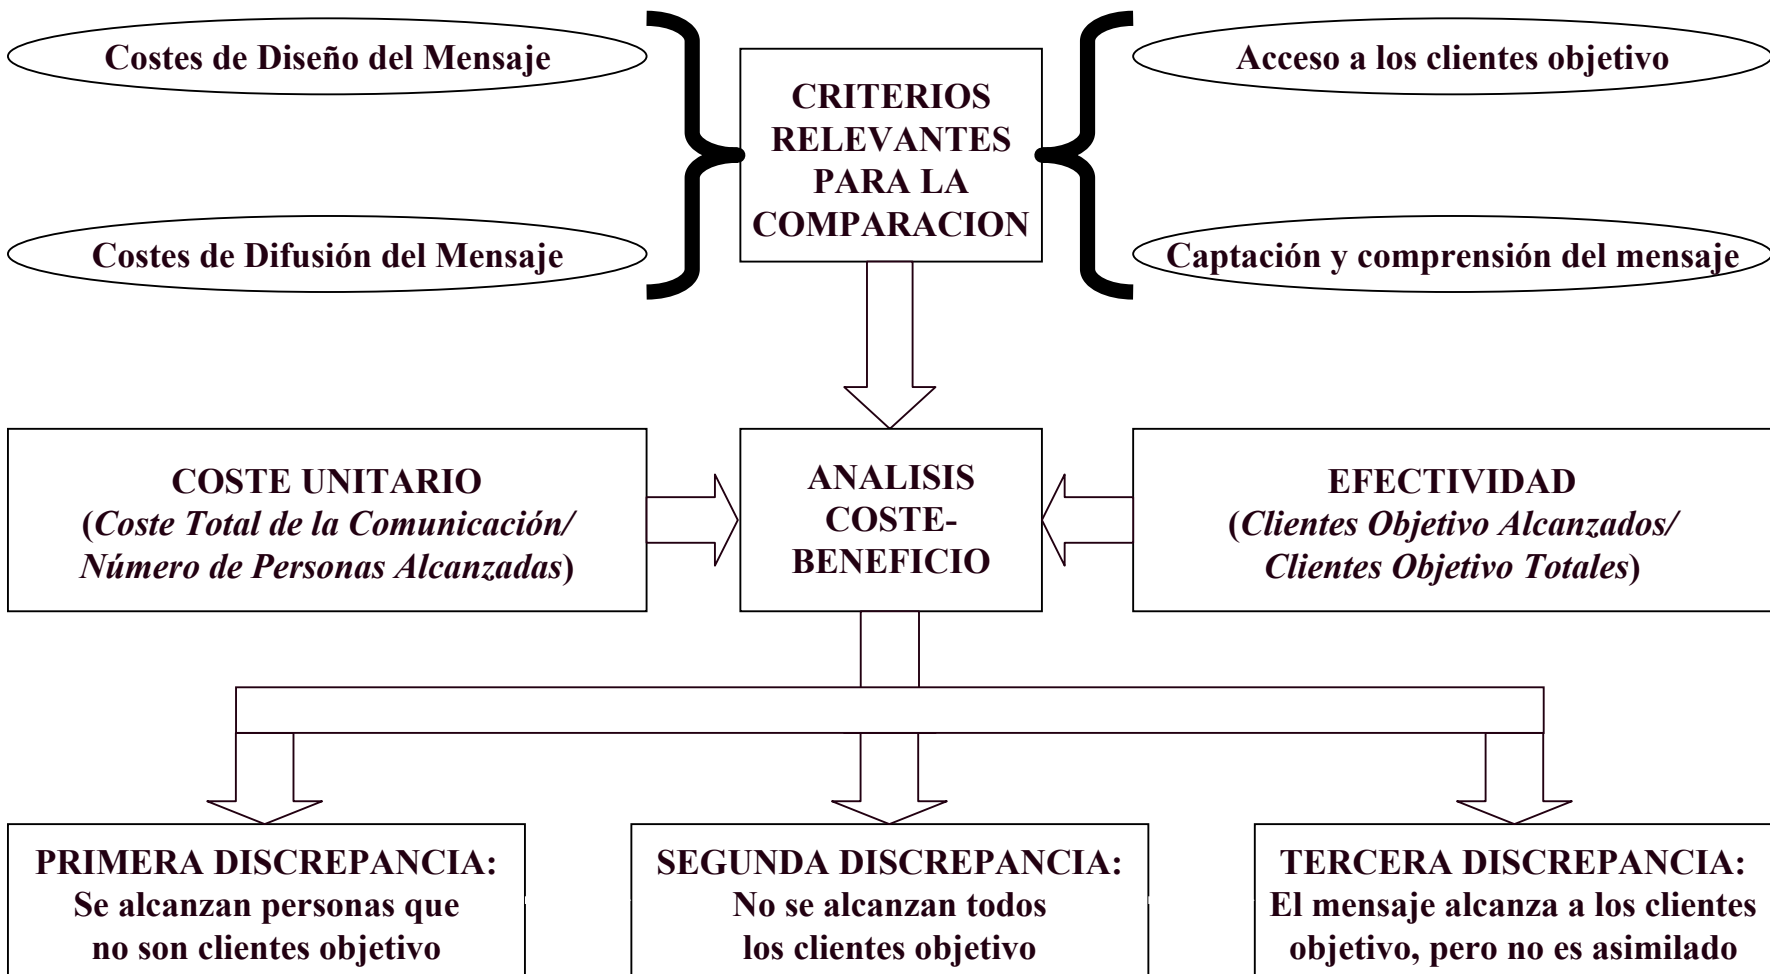 Costes de Diseño del Mensaje
Costes de Difusión del Mensaje
CRITERIOS
RELEVANTES
PARA LA
COMPARACION
Acceso a los clientes objetivo
Captación y comprensión del mensaje
COSTE UNITARIO
(Coste Total de la Comunicación/
Número de Personas Alcanzadas)
ANALISIS
COSTE-
BENEFICIO
EFECTIVIDAD
(Clientes Objetivo Alcanzados/
Clientes Objetivo Totales)
PRIMERA DISCREPANCIA:
Se alcanzan personas que
no son clientes objetivo
SEGUNDA DISCREPANCIA:
No se alcanzan todos
los clientes objetivo
TERCERA DISCREPANCIA:
El mensaje alcanza a los clientes
objetivo, pero no es asimilado